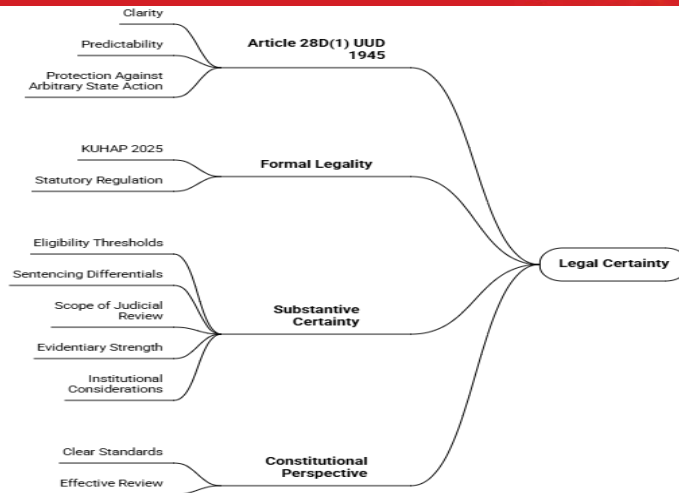 Clarity
Predictability
Protection Against
Arbitrary State Action
Article 28D(1) UUD
1945
KUHAP 2025
Statutory Regulation
Formal Legality
Eligibility Thresholds
Sentencing Differentials
Scope of Judicial
Review
Evidentiary Strength
Institutional
Considerations
Substantive
Certainty
Clear Standards
Effective Review
Constitutional
Perspective
Legal Certainty